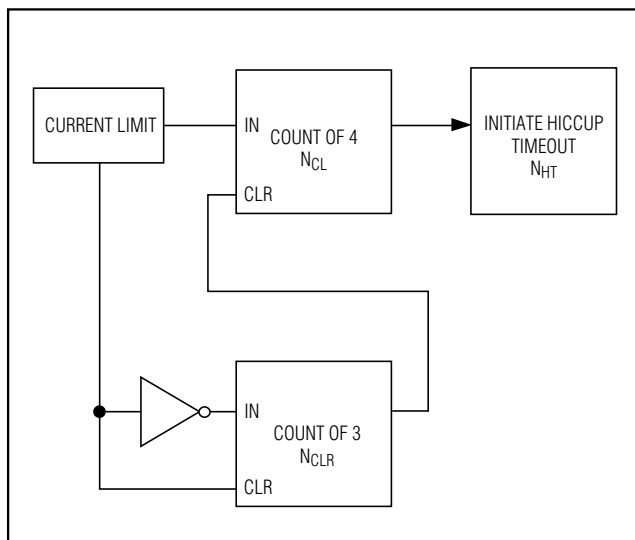 CURRENT LIMIT
IN
COUNT OF 4
NCL
CLR
INITIATE HICCUP
TIMEOUT
NHT
IN
COUNT OF 3
NCLR
CLR